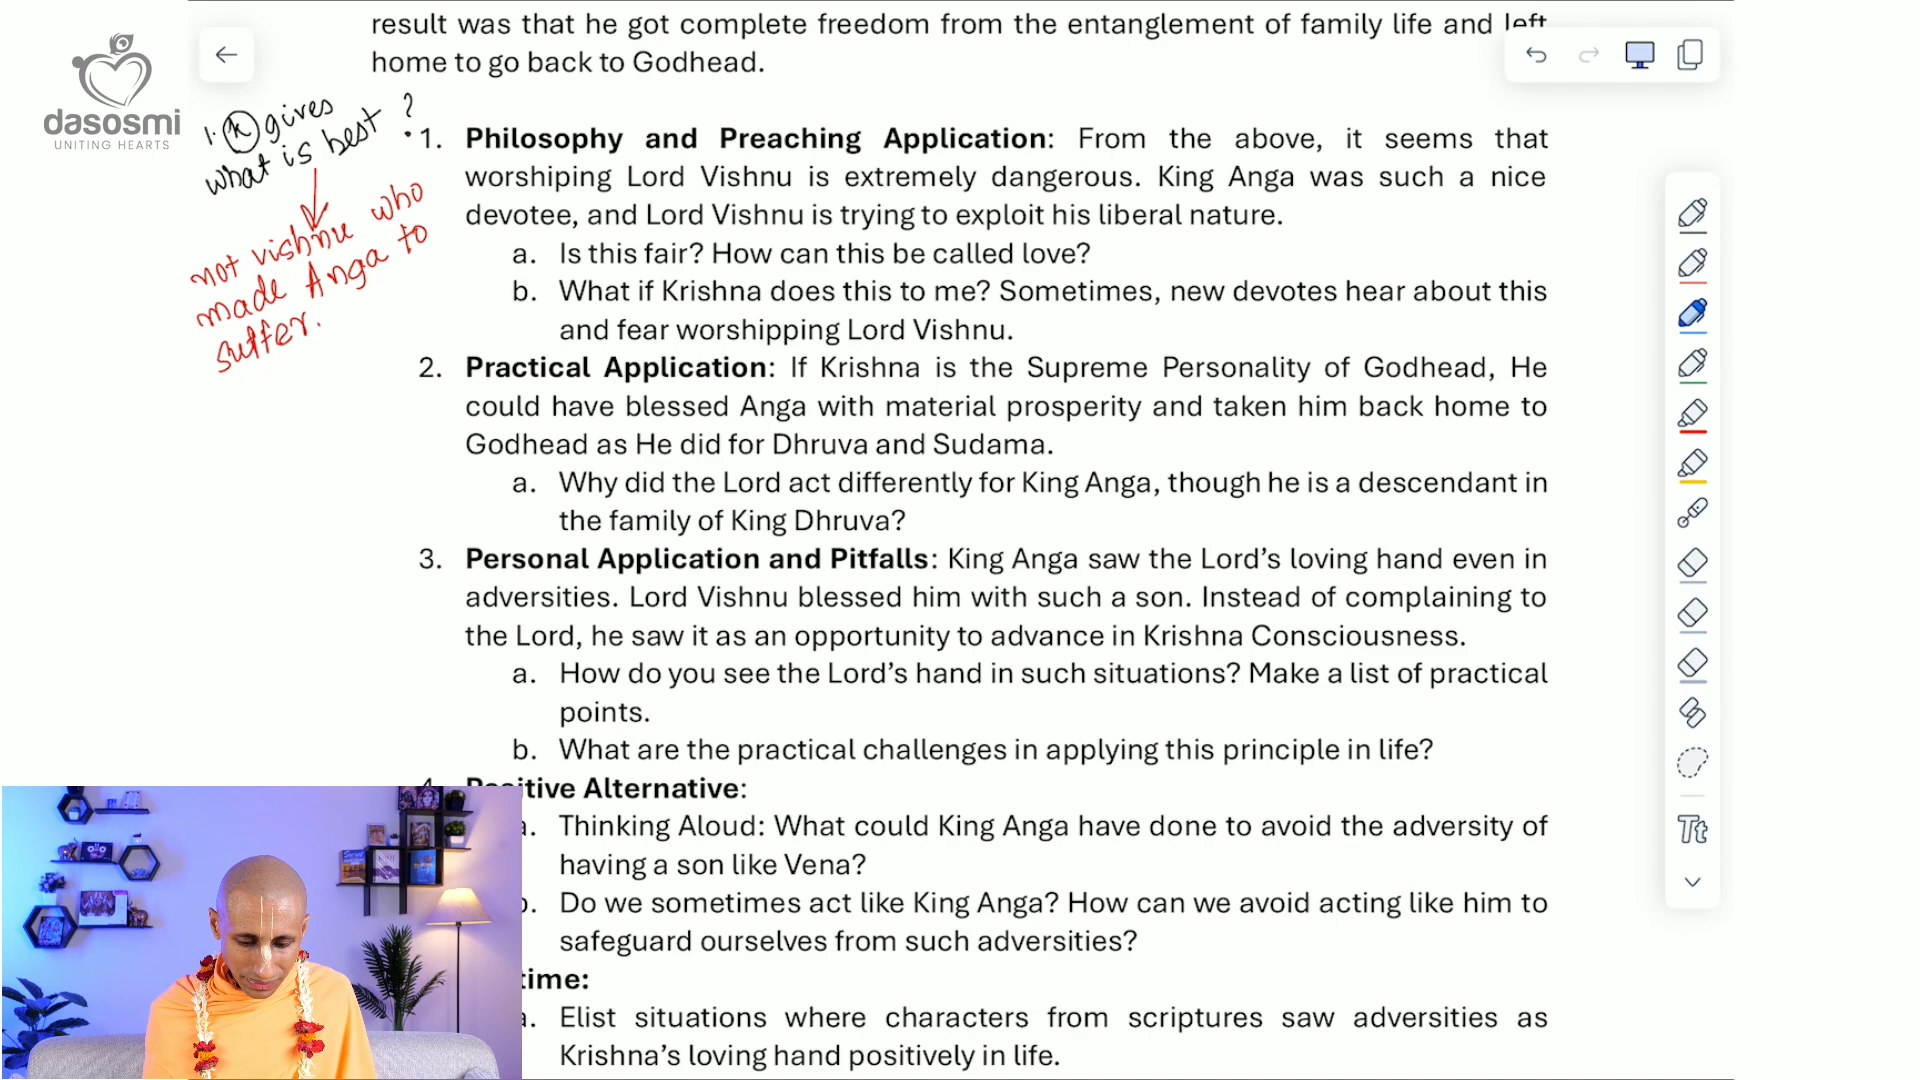 result was that he got complete freedom from the entanglement of family life and left
home to go back to Godhead.
dasosmi
UNITING HEARTS
1. (K) gives
what is best ?
not vishnu who
made Anga to
suffer.
1. Philosophy and Preaching Application: From the above, it seems that
worshiping Lord Vishnu is extremely dangerous. King Anga was such a nice
devotee, and Lord Vishnu is trying to exploit his liberal nature.
a. Is this fair? How can this be called love?
b. What if Krishna does this to me? Sometimes, new devotes hear about this
and fear worshipping Lord Vishnu.
2. Practical Application: If Krishna is the Supreme Personality of Godhead, He
could have blessed Anga with material prosperity and taken him back home to
Godhead as He did for Dhruva and Sudama.
a. Why did the Lord act differently for King Anga, though he is a descendant in
the family of King Dhruva?
3. Personal Application and Pitfalls: King Anga saw the Lord’s loving hand even in
adversities. Lord Vishnu blessed him with such a son. Instead of complaining to
the Lord, he saw it as an opportunity to advance in Krishna Consciousness.
a. How do you see the Lord’s hand in such situations? Make a list of practical
points.
b. What are the practical challenges in applying this principle in life?
tive Alternative:
Thinking Aloud: What could King Anga have done to avoid the adversity of
having a son like Vena?
Do we sometimes act like King Anga? How can we avoid acting like him to
safeguard ourselves from such adversities?
time:
Elist situations where characters from scriptures saw adversities as
Krishna’s loving hand positively in life.
Tt